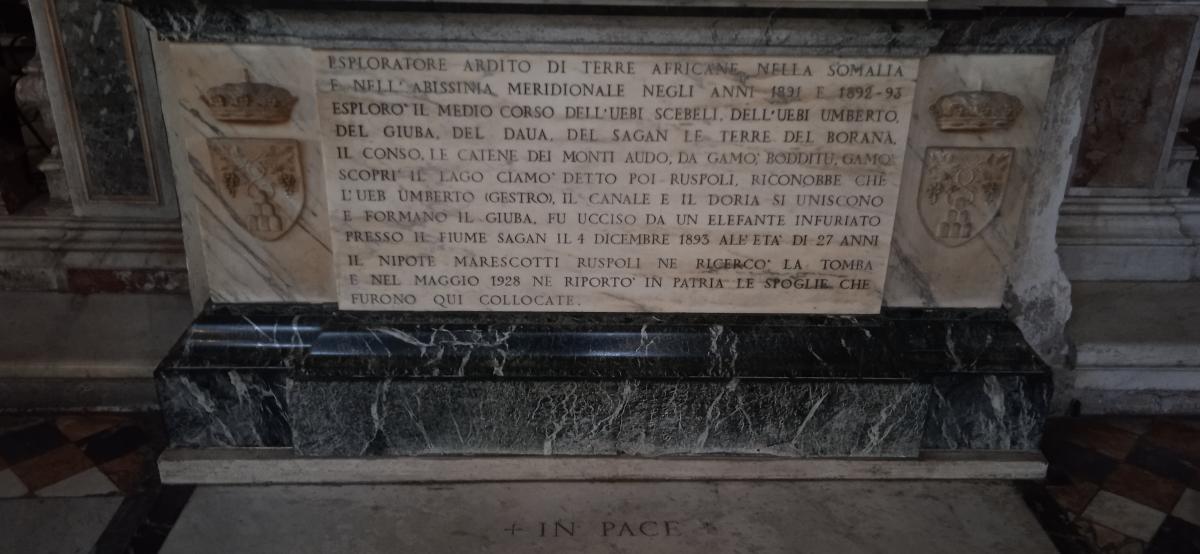 ESPLORATORE ARDITO DI TERRE AFRICANE NELLA SOMALIA
E NELL'ABISSINIA MERIDIONALE NEGLI ANNI 1891 E 1892-93
ESPLORO' IL MEDIO CORSO DELL'UEBI SCEBELI, DELL'UEBI UMBERTO,
DEL GIUBA, DEL DAUA, DEL SAGAN LE TERRE DEL BORANA,
IL CONSO, LE CATENE DEI MONTI AUDO, DA GAMO' BODDITU, GAMO'
SCOPRI' IL LAGO CIAMO' DETTO POI RUSPOLI, RICONOBBE CHE
L'UEB UMBERTO (GESTRO), IL CANALE E IL DORIA SI UNISCONO
E FORMANO IL GIUBA, FU UCCISO DA UN ELEFANTE INFURIATO
PRESSO IL FIUME SAGAN IL 4 DICEMBRE 1893 ALL'ETA' DI 27 ANNI
IL NIPOTE MARESCOTTI RUSPOLI NE RICERCO' LA TOMBA
E NEL MAGGIO 1928 NE RIPORTO' IN PATRIA LE SPOGLIE CHE
FURONO QUI COLLOCATE.
+ IN PACE +